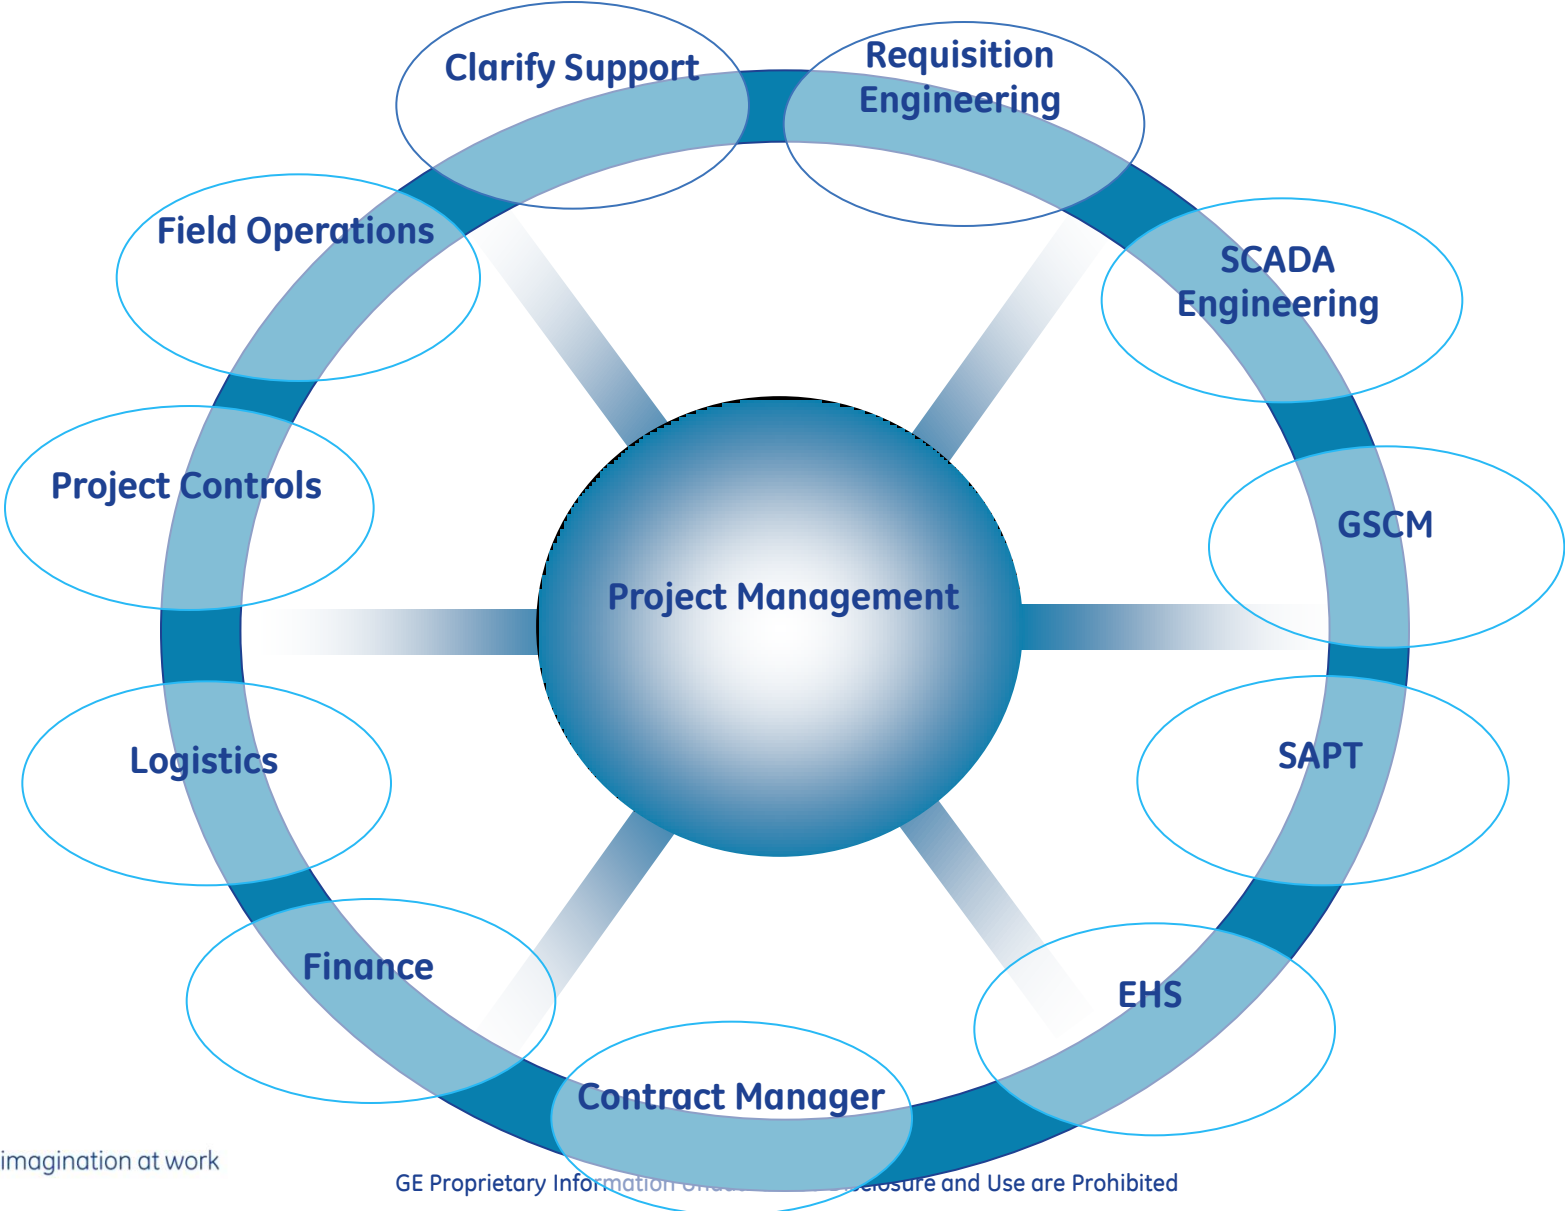 Clarify Support
Requisition
Engineering
Field Operations
SCADA
Engineering
Project Controls
GSCM
Project Management
Logistics
SAPT
Finance
EHS
Contract Manager
imagination at work
GE Proprietary Information Disclosure and Use are Prohibited